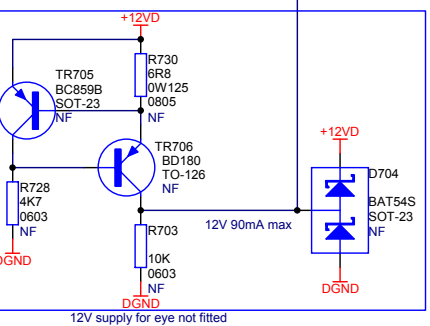 +12VD
R730
6R8
0W125
0805
NF
TR705
BC859B
SOT-23
NF
TR706
BD180
TO-126
NF
+12VD
D704
BAT54S
SOT-23
NF
R728
4K7
0603
NF
DGND
R703
10K
0603
NF
DGND
12V 90mA max
DGND
12V supply for eye not fitted